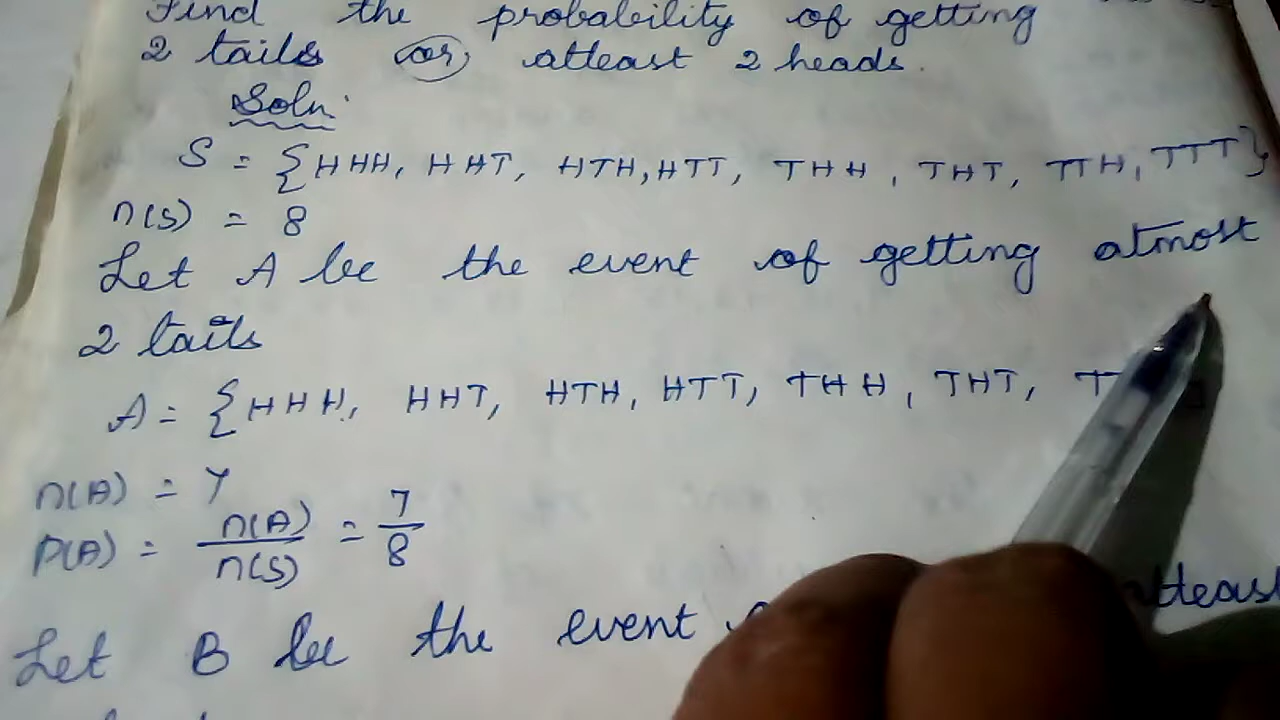 Find the probability of getting
2 tails (or) atleast 2 heads.
Soln:
S = {HHH, HHT, HTH, HTT, THH, THT, TTH, TTT}
n(S) = 8
Let A be the event of getting atmost
2 tails
A = {HHH, HHT, HTH, HTT, THH, THT, T
n(A) = 7
P(A) = n(A)/n(S) = 7/8
Let B be the event atleast